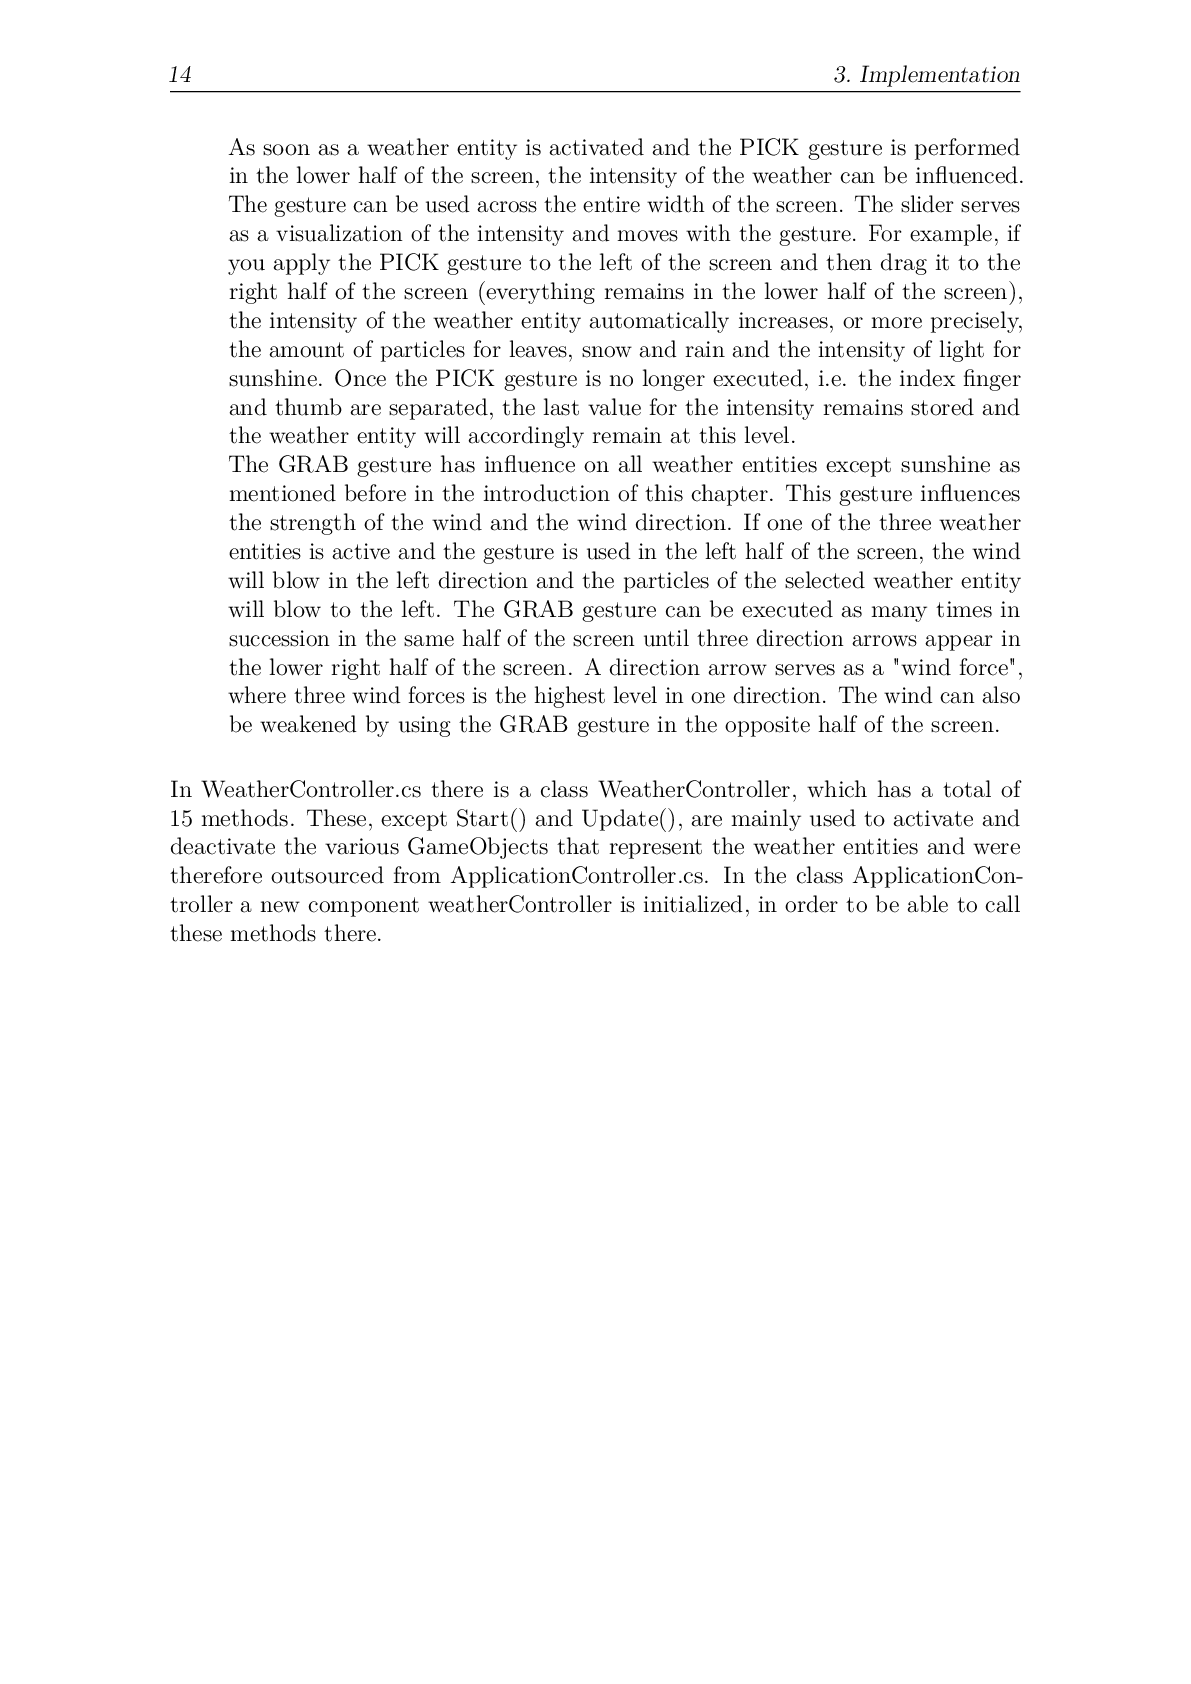 14 3. Implementation
As soon as a weather entity is activated and the PICK gesture is performed
in the lower half of the screen, the intensity of the weather can be influenced.
The gesture can be used across the entire width of the screen. The slider serves
as a visualization of the intensity and moves with the gesture. For example, if
you apply the PICK gesture to the left of the screen and then drag it to the
right half of the screen (everything remains in the lower half of the screen),
the intensity of the weather entity automatically increases, or more precisely,
the amount of particles for leaves, snow and rain and the intensity of light for
sunshine. Once the PICK gesture is no longer executed, i.e. the index finger
and thumb are separated, the last value for the intensity remains stored and
the weather entity will accordingly remain at this level.
The GRAB gesture has influence on all weather entities except sunshine as
mentioned before in the introduction of this chapter. This gesture influences
the strength of the wind and the wind direction. If one of the three weather
entities is active and the gesture is used in the left half of the screen, the wind
will blow in the left direction and the particles of the selected weather entity
will blow to the left. The GRAB gesture can be executed as many times in
succession in the same half of the screen until three direction arrows appear in
the lower right half of the screen. A direction arrow serves as a "wind force",
where three wind forces is the highest level in one direction. The wind can also
be weakened by using the GRAB gesture in the opposite half of the screen.
In WeatherController.cs there is a class WeatherController, which has a total of
15 methods. These, except Start() and Update(), are mainly used to activate and
deactivate the various GameObjects that represent the weather entities and were
therefore outsourced from ApplicationController.cs. In the class ApplicationCon-
troller a new component weatherController is initialized, in order to be able to call
these methods there.